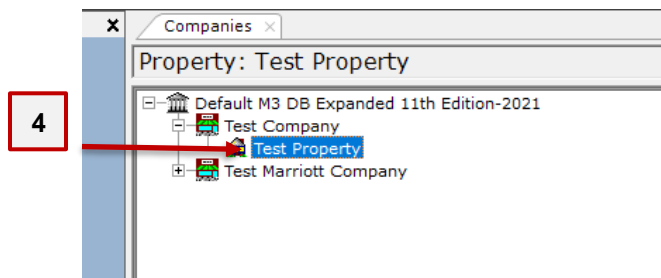 Companies
Property: Test Property
Default M3 DB Expanded 11th Edition-2021
Test Company
4
Test Property
Test Marriott Company